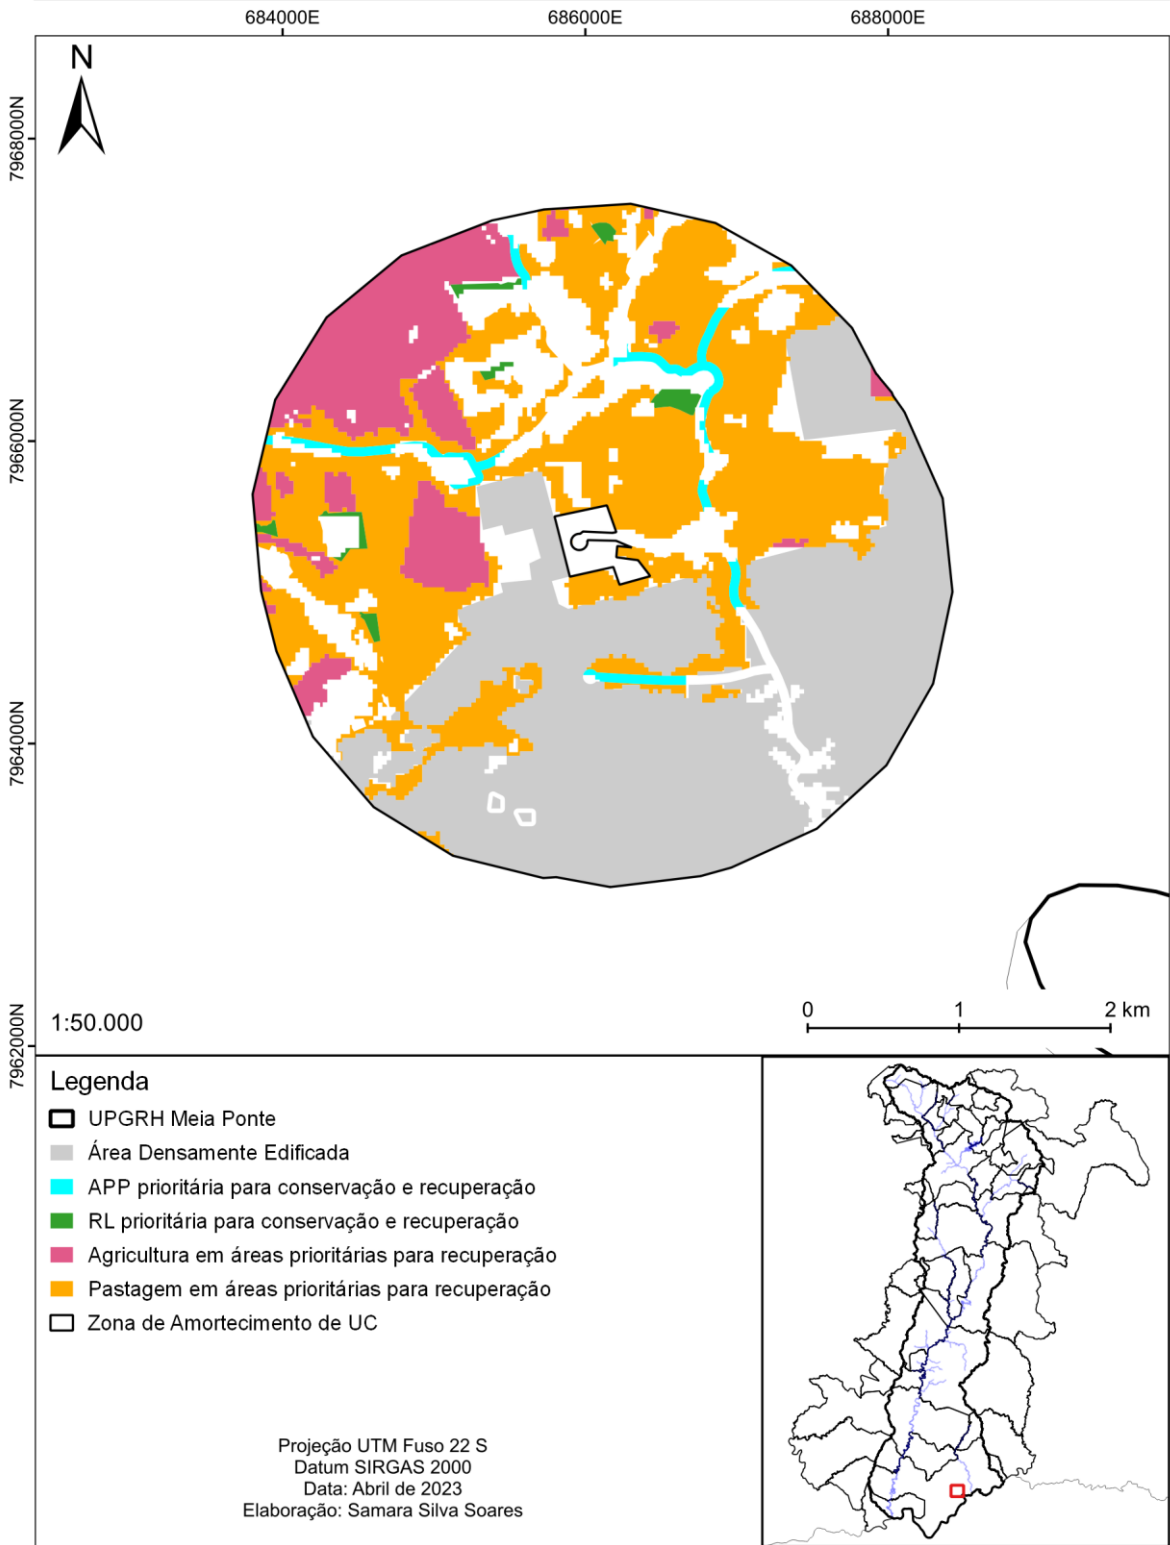 684000E
686000E
688000E
N
7968000N
7966000N
7964000N
7962000N
1:50.000
0 1 2 km
Legenda
UPGRH Meia Ponte
Área Densamente Edificada
APP prioritária para conservação e recuperação
RL prioritária para conservação e recuperação
Agricultura em áreas prioritárias para recuperação
Pastagem em áreas prioritárias para recuperação
Zona de Amortecimento de UC
Projeção UTM Fuso 22 S
Datum SIRGAS 2000
Data: Abril de 2023
Elaboração: Samara Silva Soares